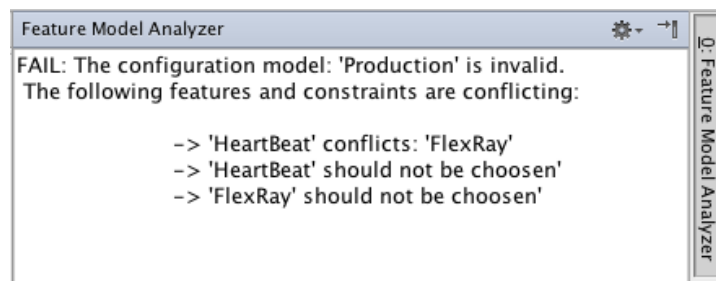 Feature Model Analyzer
FAIL: The configuration model: 'Production' is invalid.
The following features and constraints are conflicting:
-> 'HeartBeat' conflicts: 'FlexRay'
-> 'HeartBeat' should not be choosen'
-> 'FlexRay' should not be choosen'
0: Feature Model Analyzer